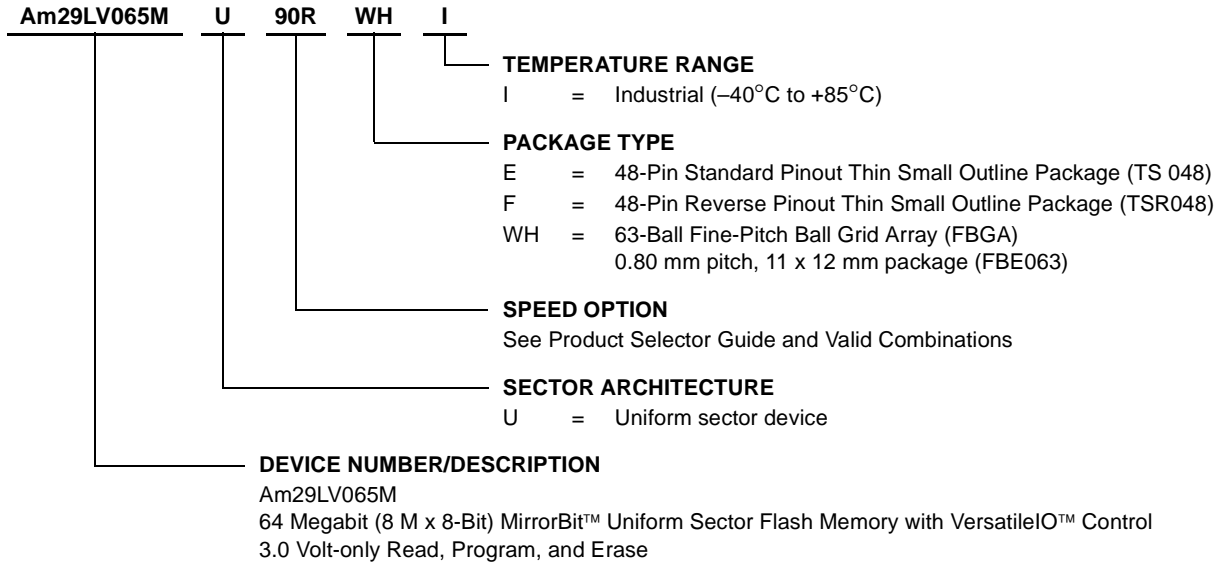 Am29LV065M U 90R WH I
TEMPERATURE RANGE
I = Industrial (–40°C to +85°C)
PACKAGE TYPE
E = 48-Pin Standard Pinout Thin Small Outline Package (TS 048)
F = 48-Pin Reverse Pinout Thin Small Outline Package (TSR048)
WH = 63-Ball Fine-Pitch Ball Grid Array (FBGA)
0.80 mm pitch, 11 x 12 mm package (FBE063)
SPEED OPTION
See Product Selector Guide and Valid Combinations
SECTOR ARCHITECTURE
U = Uniform sector device
DEVICE NUMBER/DESCRIPTION
Am29LV065M
64 Megabit (8 M x 8-Bit) MirrorBit™ Uniform Sector Flash Memory with VersatileIO™ Control
3.0 Volt-only Read, Program, and Erase